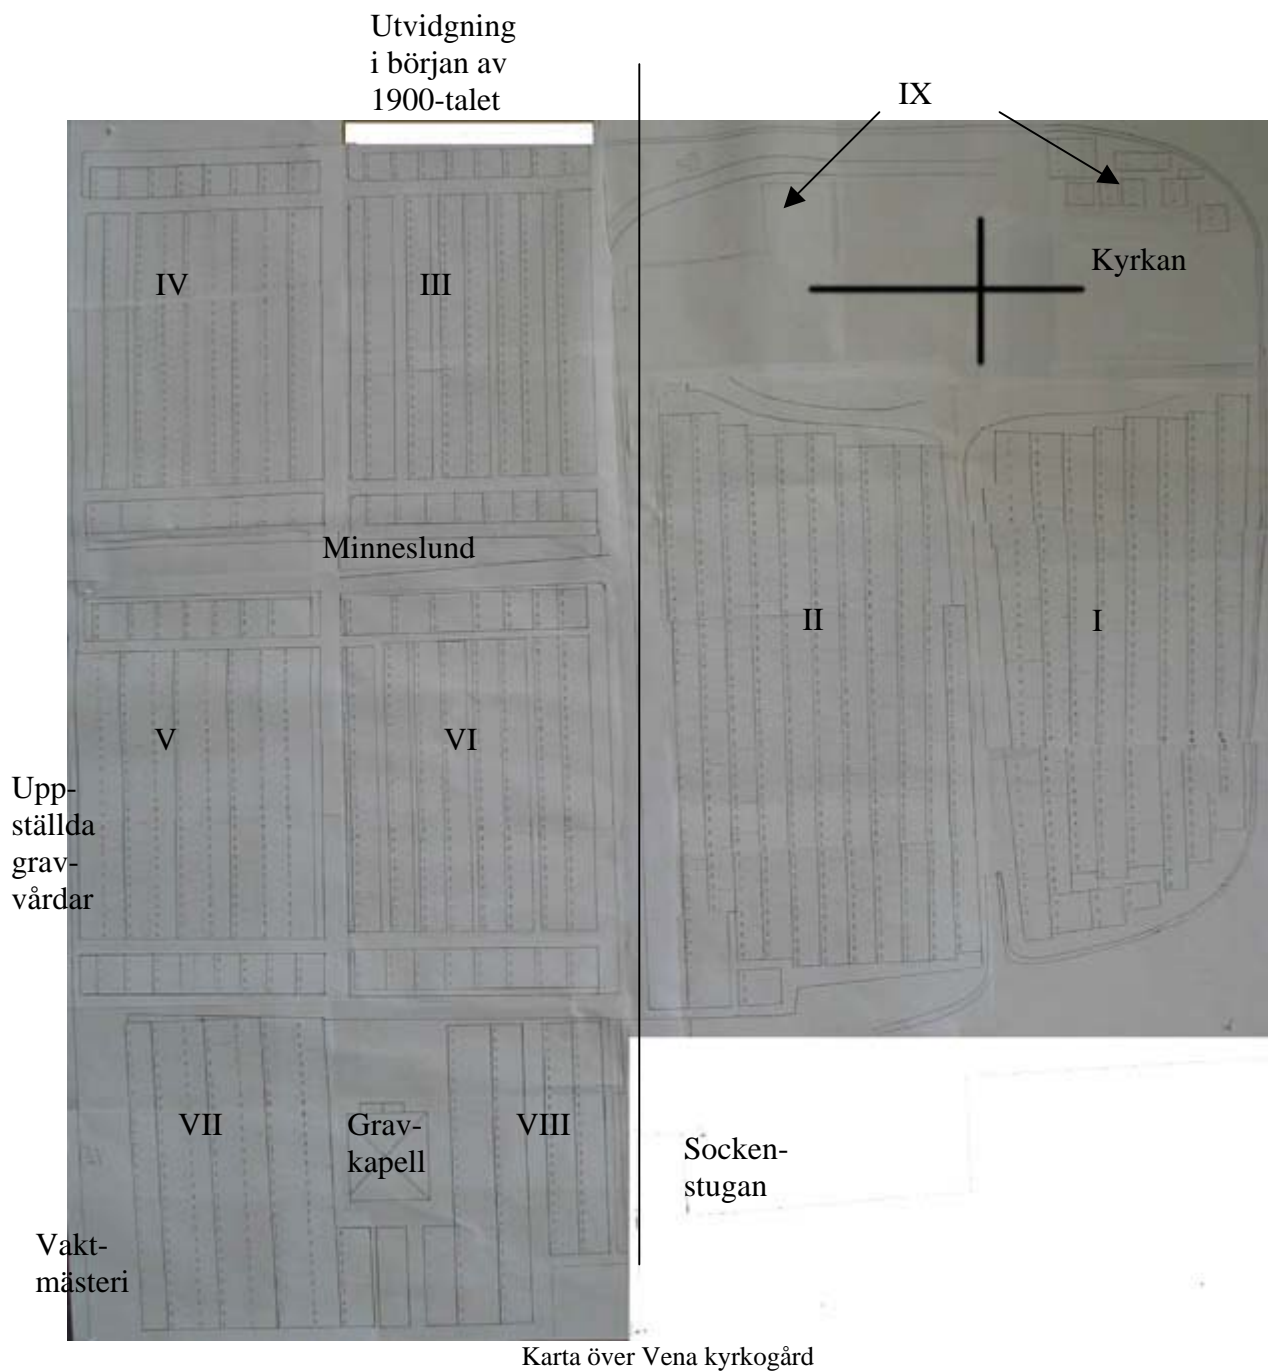 Utvidgning
i början av
1900-talet
IX
Kyrkan
IV
III
Minneslund
II
I
V
VI
Upp-
ställda
grav-
vårdar
VII
Grav-
kapell
VIII
Socken-
stugan
Vakt-
mästeri
Karta över Vena kyrkogård